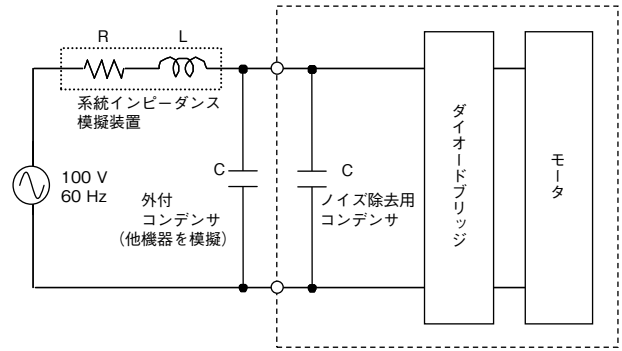 R
L
系統インピーダンス
模擬装置
100 V
60 Hz
C
外付
コンデンサ
（他機器を模擬）
C
ノイズ除去用
コンデンサ
ダイオードブリッジ
モータ